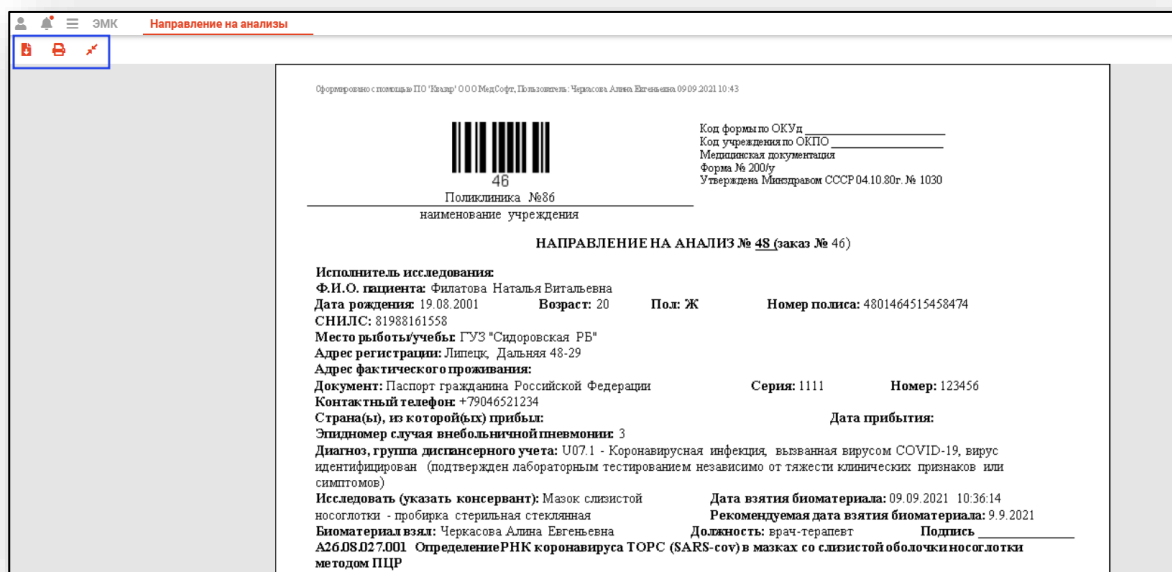 ЭМК Направление на анализы
Сформировано с помощью ПО 'Квазар' ООО МедСофт, Пользователь: Черкасова Алина Евгеньевна 09.09.2021 10:43
46
Поликлиника №86
наименование учреждения
Код формы по ОКУд
Код учреждения по ОКПО
Медицинская документация
Форма № 200/у
Утверждена Минздравом СССР 04.10.80г. № 1030
НАПРАВЛЕНИЕ НА АНАЛИЗ № 48 (заказ № 46)
Исполнитель исследования:
Ф.И.О. пациента: Филатова Наталья Витальевна
Дата рождения: 19.08.2001 Возраст: 20 Пол: Ж Номер полиса: 4801464515458474
СНИЛС: 81988161558
Место рыботы/учебы: ГУЗ "Сидоровская РБ"
Адрес регистрации: Липецк, Дальняя 48-29
Адрес фактического проживания:
Документ: Паспорт гражданина Российской Федерации Серия: 1111 Номер: 123456
Контактный телефон: +79046521234
Страна(ы), из которой(ых) прибыл: Дата прибытия:
Эпидномер случая внебольничной пневмонии: 3
Диагноз, группа диспансерного учета: U07.1 - Коронавирусная инфекция, вызванная вирусом COVID-19, вирус
идентифицирован (подтвержден лабораторным тестированием независимо от тяжести клинических признаков или
симптомов)
Исследовать (указать консервант): Мазок слизистой Дата взятия биоматериала: 09.09.2021 10:36:14
носоглотки - пробирка стерильная стеклянная Рекомендуемая дата взятия биоматериала: 9.9.2021
Биоматериал взял: Черкасова Алина Евгеньевна Должность: врач-терапевт Подпись
A26.08.027.001 Определение РНК коронавируса ТОРС (SARS-cov) в мазках со слизистой оболочки носоглотки
методом ПЦР